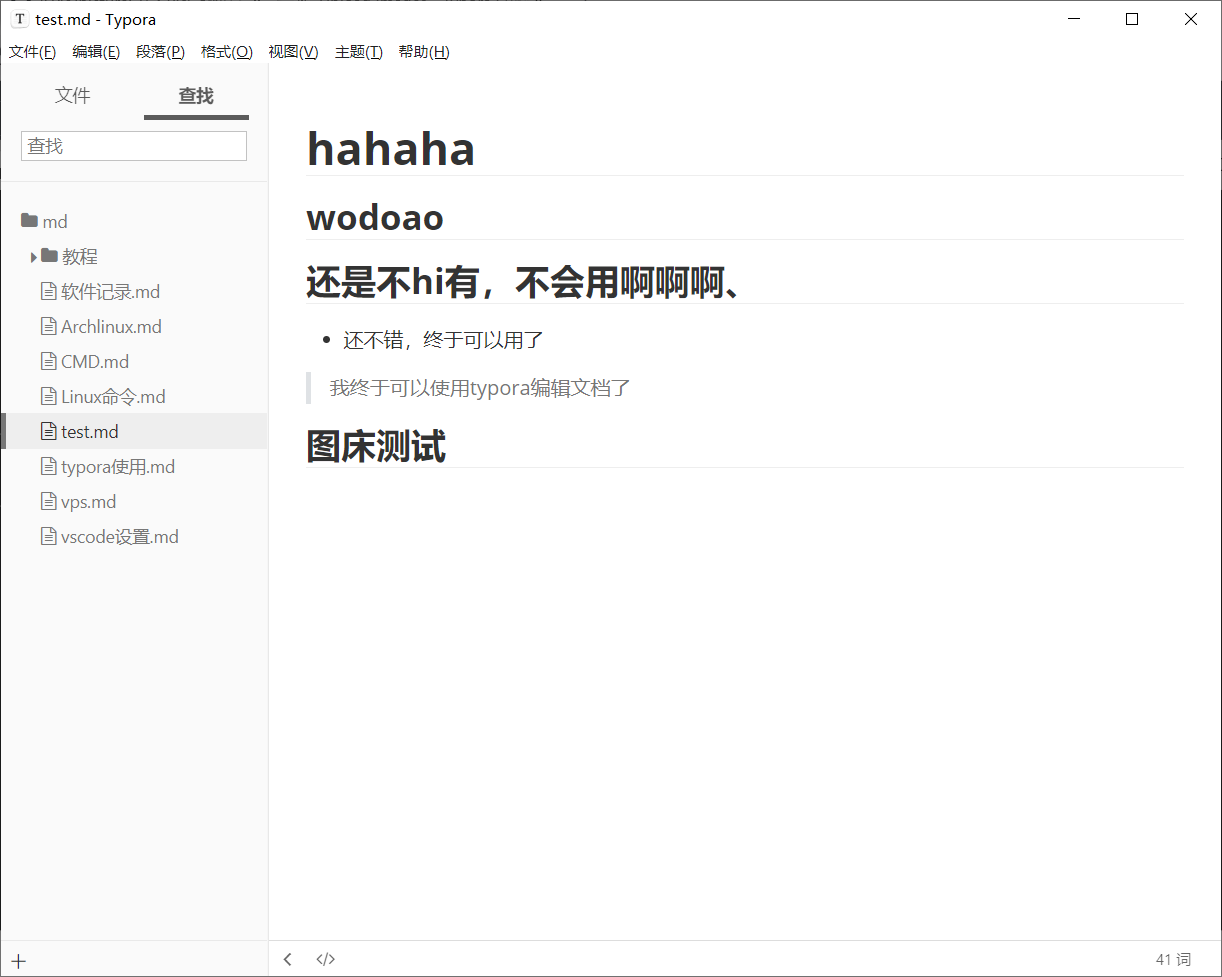 test.md - Typora
文件(F) 编辑(E) 段落(P) 格式(O) 视图(V) 主题(T) 帮助(H)
文件 查找
查找
md
教程
软件记录.md
Archlinux.md
CMD.md
Linux命令.md
test.md
typora使用.md
vps.md
vscode设置.md
hahaha
wodoao
还是不hi有，不会用啊啊啊、
还不错，终于可以用了
我终于可以使用typora编辑文档了
图床测试
41 词